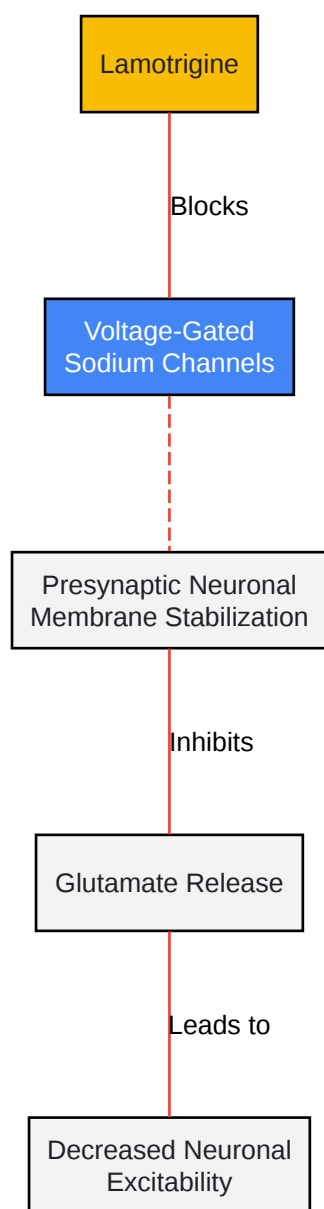 Lamotrigine
Blocks
Voltage-Gated
Sodium Channels
Presynaptic Neuronal
Membrane Stabilization
Inhibits
Glutamate Release
Leads to
Decreased Neuronal
Excitability